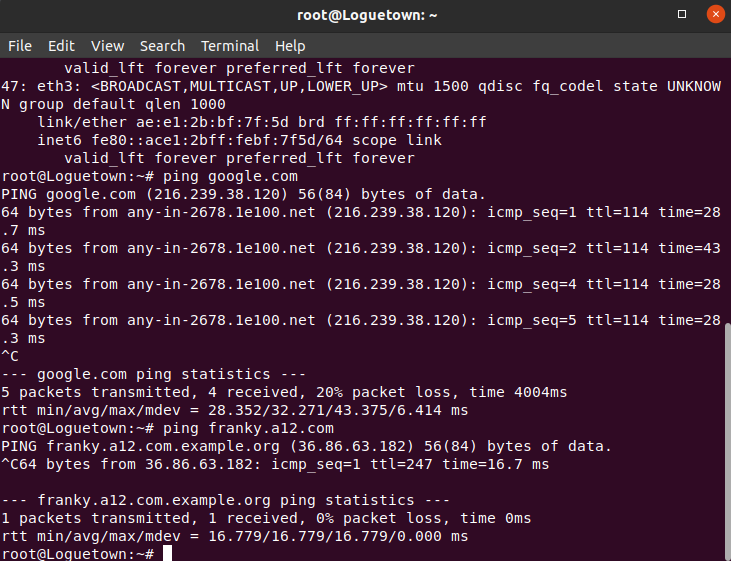 root@Loguetown: ~
File Edit View Search Terminal Help
valid_lft forever preferred_lft forever
47: eth3: <BROADCAST,MULTICAST,UP,LOWER_UP> mtu 1500 qdisc fq_codel state UNKNOW
N group default qlen 1000
link/ether ae:e1:2b:bf:7f:5d brd ff:ff:ff:ff:ff:ff
inet6 fe80::ace1:2bff:febf:7f5d/64 scope link
valid_lft forever preferred_lft forever
root@Loguetown:~# ping google.com
PING google.com (216.239.38.120) 56(84) bytes of data.
64 bytes from any-in-2678.1e100.net (216.239.38.120): icmp_seq=1 ttl=114 time=28
.7 ms
64 bytes from any-in-2678.1e100.net (216.239.38.120): icmp_seq=2 ttl=114 time=43
.3 ms
64 bytes from any-in-2678.1e100.net (216.239.38.120): icmp_seq=4 ttl=114 time=28
.5 ms
64 bytes from any-in-2678.1e100.net (216.239.38.120): icmp_seq=5 ttl=114 time=28
.3 ms
^C
--- google.com ping statistics ---
5 packets transmitted, 4 received, 20% packet loss, time 4004ms
rtt min/avg/max/mdev = 28.352/32.271/43.375/6.414 ms
root@Loguetown:~# ping franky.a12.com
PING franky.a12.com.example.org (36.86.63.182) 56(84) bytes of data.
^C64 bytes from 36.86.63.182: icmp_seq=1 ttl=247 time=16.7 ms

--- franky.a12.com.example.org ping statistics ---
1 packets transmitted, 1 received, 0% packet loss, time 0ms
rtt min/avg/max/mdev = 16.779/16.779/16.779/0.000 ms
root@Loguetown:~#